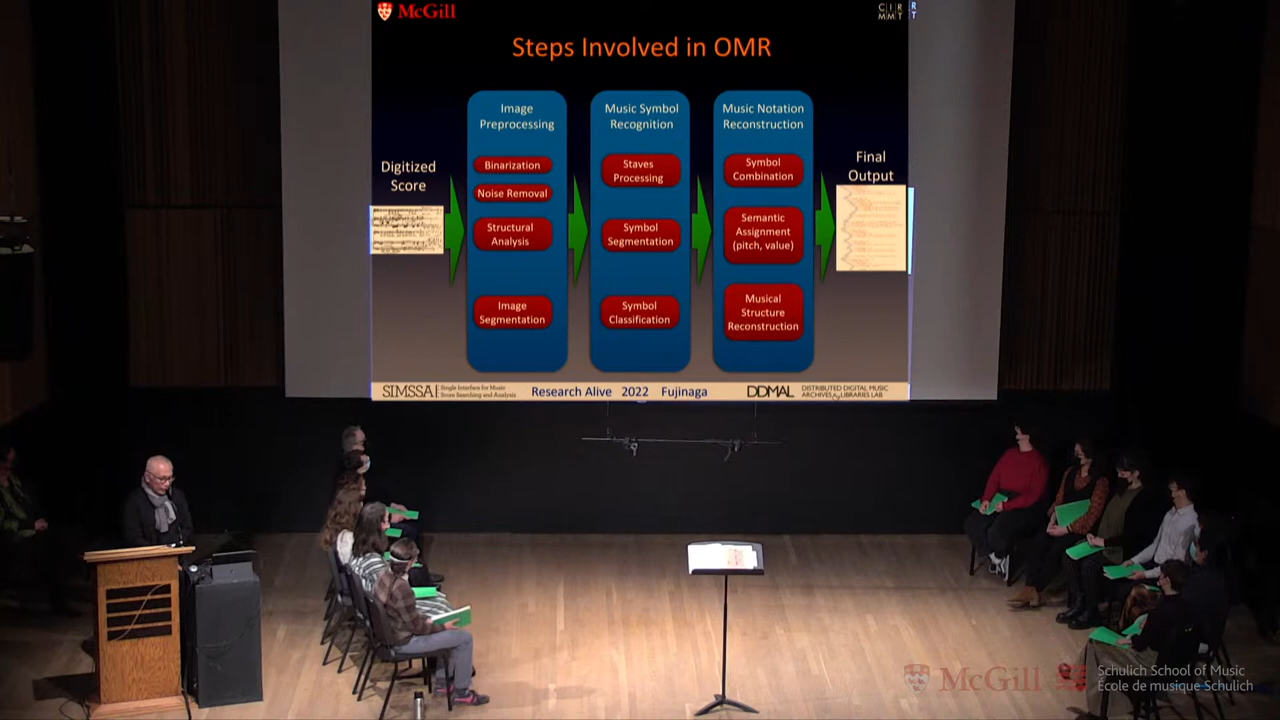 McGill
CIRMMT
Steps Involved in OMR
Digitized
Score
Image
Preprocessing
Binarization
Noise Removal
Structural
Analysis
Image
Segmentation
Music Symbol
Recognition
Staves
Processing
Symbol
Segmentation
Symbol
Classification
Music Notation
Reconstruction
Symbol
Combination
Semantic
Assignment
(pitch, value)
Musical
Structure
Reconstruction
Final
Output
SIMSSA
Single Interface for Music
Score Searching and Analysis
Research Alive 2022 Fujinaga
DDMAL
DISTRIBUTED DIGITAL MUSIC
ARCHIVES & LIBRARIES LAB
McGill
Schulich School of Music
École de musique Schulich